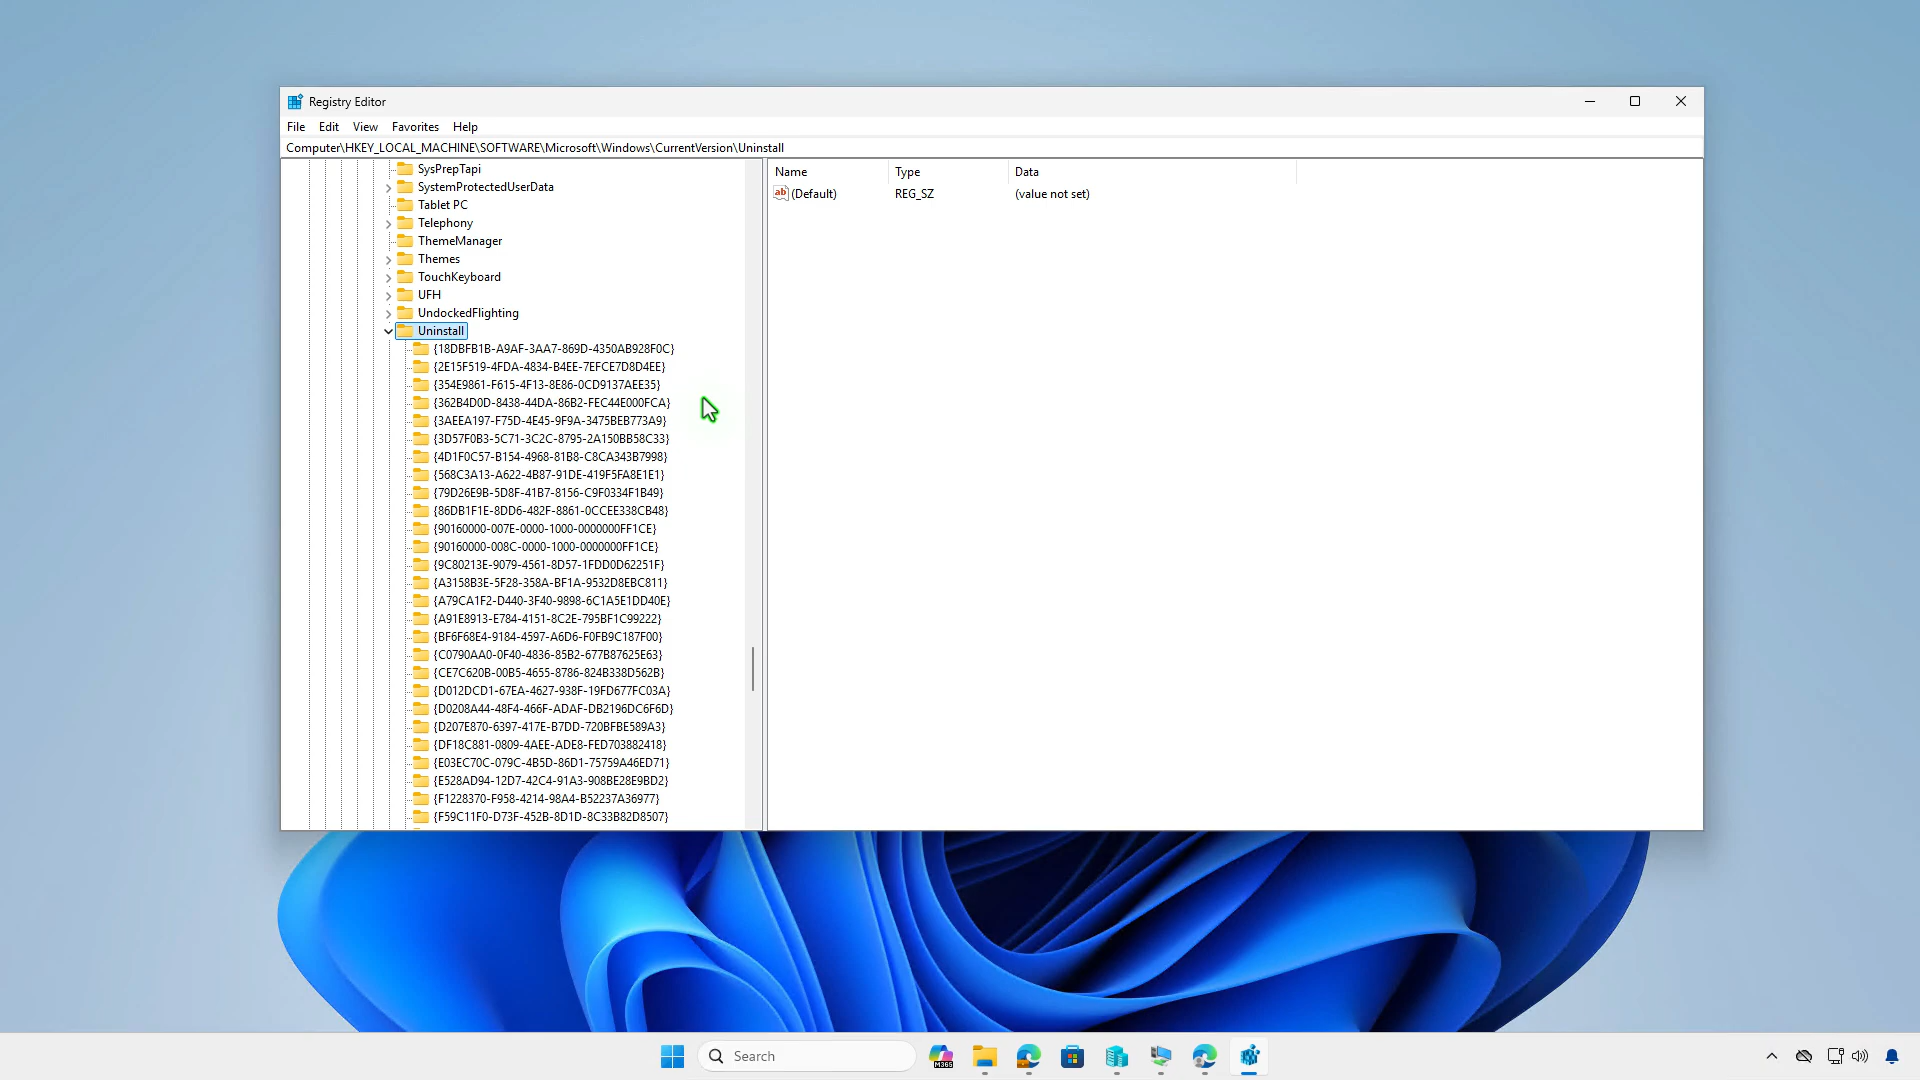 Registry Editor
File Edit View Favorites Help
Computer\HKEY_LOCAL_MACHINE\SOFTWARE\Microsoft\Windows\CurrentVersion\Uninstall
SysPrepTapi
SystemProtectedUserData
Tablet PC
Telephony
ThemeManager
Themes
TouchKeyboard
UFH
UndockedFlighting
Uninstall
{18DBFB1B-A9AF-3AA7-869D-4350AB928F0C}
{2E15F519-4FDA-4834-B4EE-7EFCE7D8D4EE}
{354E9861-F615-4F13-8E86-0CD9137AEE35}
{362B4D0D-8438-44DA-86B2-FEC44E000FCA}
{3AEEA197-F75D-4E45-9F9A-3475BEB773A9}
{3D57F0B3-5C71-3C2C-8795-2A150BB58C33}
{4D1F0C57-B154-4968-81B8-C8CA343B7998}
{568C3A13-A622-4B87-91DE-419F5FA8E1E1}
{79D26E9B-5D8F-41B7-8156-C9F0334F1B49}
{86DB1F1E-8DD6-482F-8861-0CCEE338CB48}
{90160000-007E-0000-1000-0000000FF1CE}
{90160000-008C-0000-1000-0000000FF1CE}
{9C80213E-9079-4561-8D57-1FDD0D62251F}
{A3158B3E-5F28-358A-BF1A-9532D8EBC811}
{A79CA1F2-D440-3F40-9898-6C1A5E1DD40E}
{A91E8913-E784-4151-8C2E-795BF1C99222}
{BF6F68E4-9184-4597-A6D6-F0FB9C187F00}
{C0790AA0-0F40-4836-85B2-677B87625E63}
{CE7C620B-00B5-4655-8786-824B338D562B}
{D012DCD1-67EA-4627-938F-19FD677FC03A}
{D0208A44-48F4-466F-ADAF-DB2196DC6F6D}
{D207E870-6397-417E-B7DD-720BFBE589A3}
{DF18C881-0809-4AEE-ADE8-FED703882418}
{E03EC70C-079C-4B5D-86D1-75759A46ED71}
{E528AD94-12D7-42C4-91A3-908BE28E9BD2}
{F1228370-F958-4214-98A4-B52237A36977}
{F59C11F0-D73F-452B-8D1D-8C33B82D8507}
Name Type Data
ab (Default) REG_SZ (value not set)
Search
M365